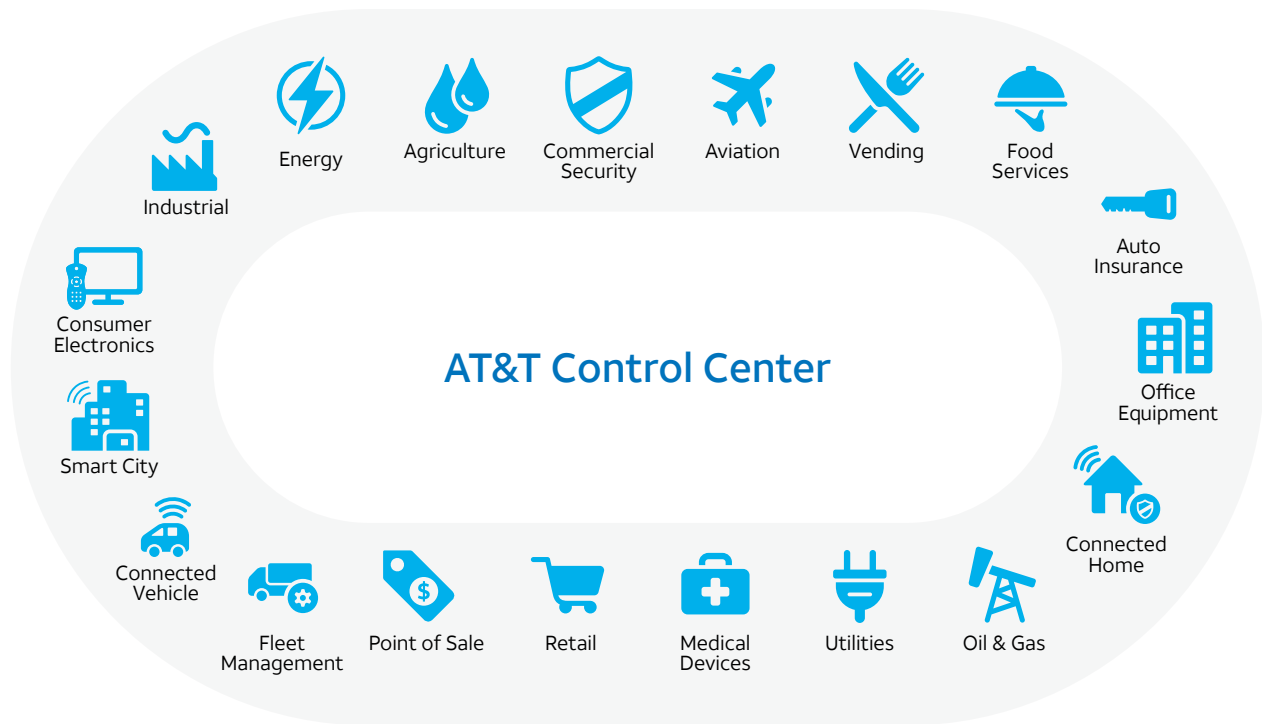 Energy
Agriculture
Commercial
Security
Aviation
Vending
Food
Services
Industrial
Auto
Insurance
Consumer
Electronics
AT&T Control Center
Office
Equipment
Smart City
Connected
Home
Connected
Vehicle
Fleet
Management
Point of Sale
Retail
Medical
Devices
Utilities
Oil & Gas
$